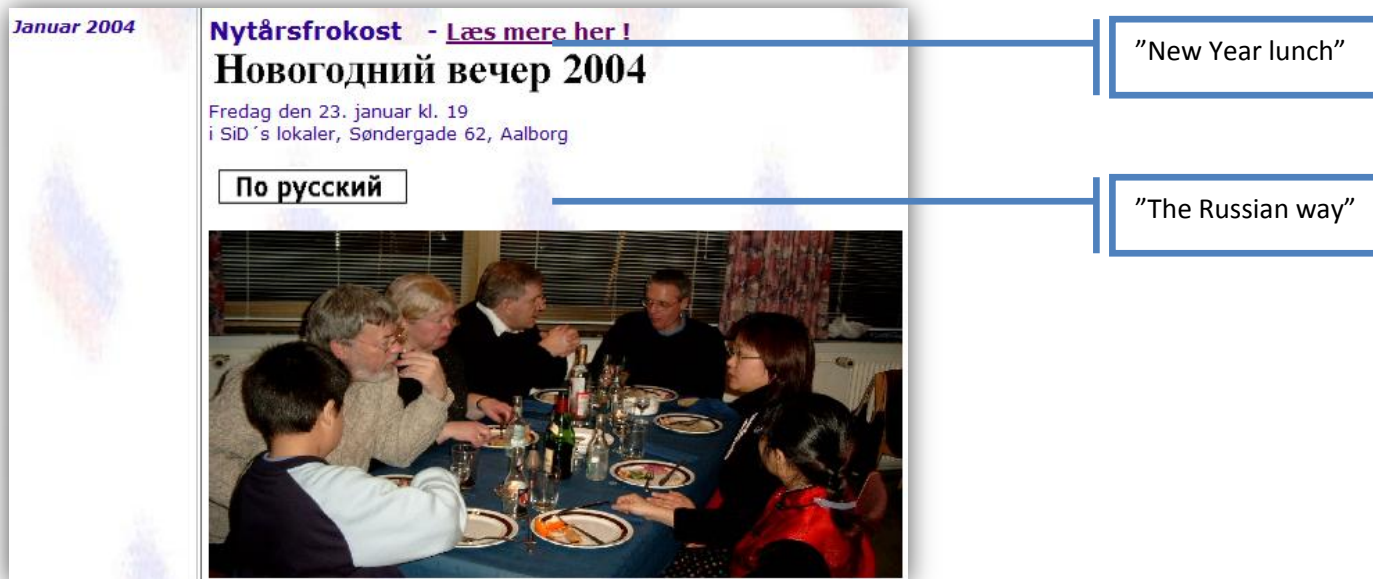 Januar 2004
Nytårsfrokost - Læs mere her !
Новогодний вечер 2004
Fredag den 23. januar kl. 19
i SiD´s lokaler, Søndergade 62, Aalborg
По русский
”New Year lunch”
”The Russian way”